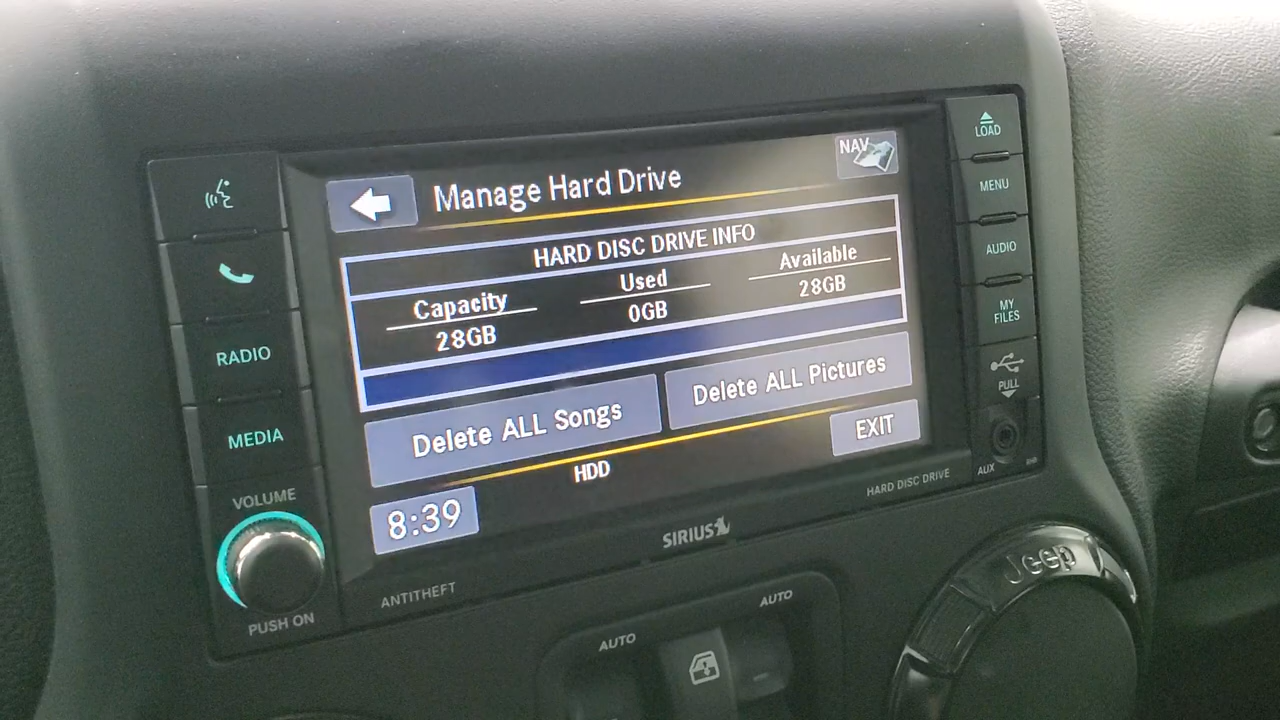 NAV
LOAD
Manage Hard Drive
MENU
HARD DISC DRIVE INFO
Capacity Used Available
28GB 0GB 28GB
RADIO
MEDIA
AUDIO
MY
FILES
PULL
Delete ALL Songs Delete ALL Pictures
HDD
EXIT
8:39
AUX
VOLUME
HARD DISC DRIVE
SIRIUS
ANTITHEFT
PUSH ON
Jeep
AUTO AUTO